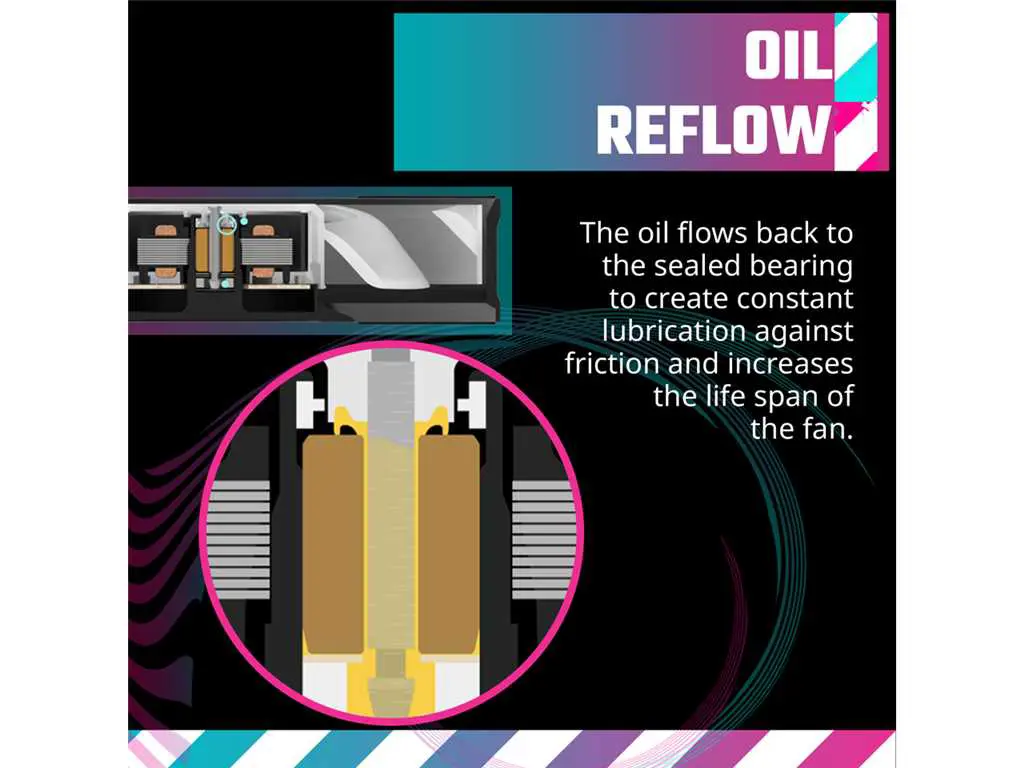 OIL
REFLOW
The oil flows back to
the sealed bearing
to create constant
lubrication against
friction and increases
the life span of
the fan.